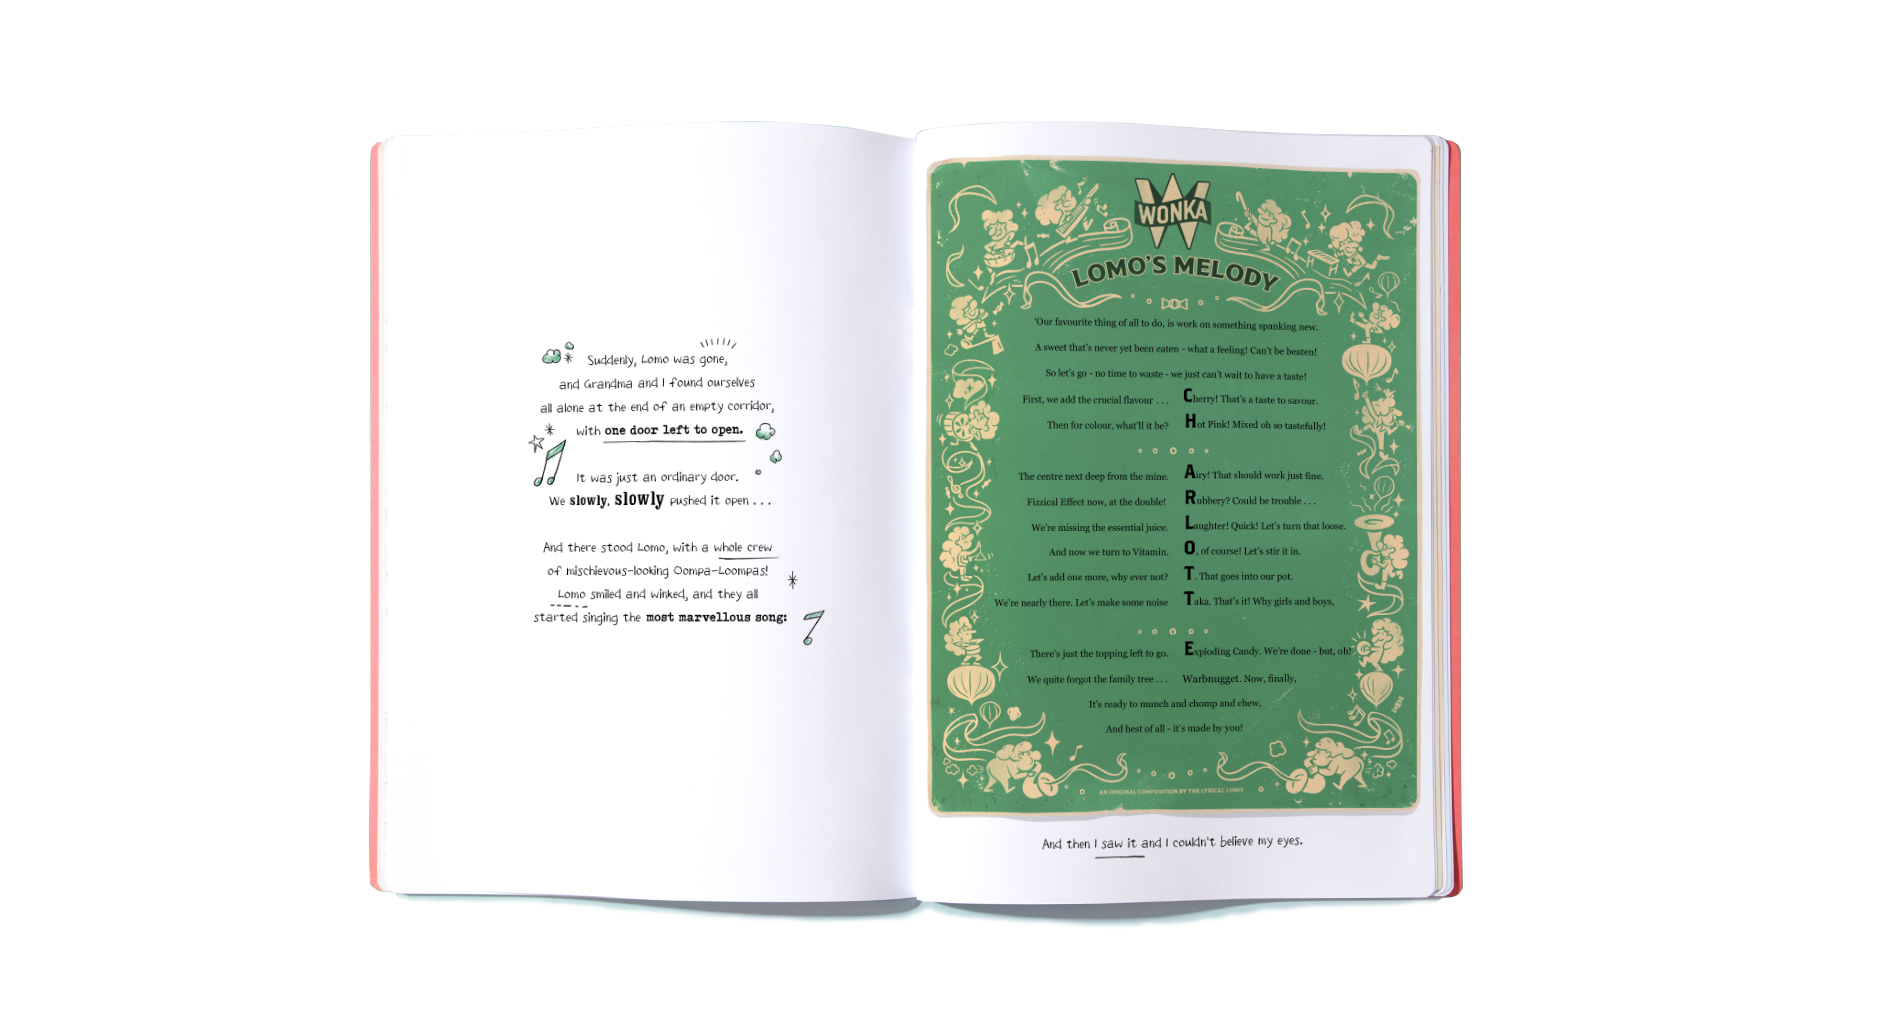 Suddenly, Lomo was gone,
and Grandma and I found ourselves
all alone at the end of an empty corridor,
with one door left to open.
It was just an ordinary door.
We slowly, slowly pushed it open . . .
And there stood Lomo, with a whole crew
of mischievous-looking Oompa-Loompas!
Lomo smiled and winked, and they all
started singing the most marvellous song:
WONKA
LOMO'S MELODY
'Our favourite thing of all to do, is work on something spanking new.
A sweet that's never yet been eaten - what a feeling! Can't be beaten!
So let's go - no time to waste - we just can't wait to have a taste!
First, we add the crucial flavour . . . Cherry! That's a taste to savour.
Then for colour, what'll it be? Hot Pink! Mixed oh so tastefully!
The centre next deep from the mine. Airy! That should work just fine.
Fizzical Effect now, at the double! Rubbery? Could be trouble . . .
We're missing the essential juice. Laughter! Quick! Let's turn that loose.
And now we turn to Vitamin. O, of course! Let's stir it in.
Let's add one more, why ever not? T. That goes into our pot.
We're nearly there. Let's make some noise Taka. That's it! Why girls and boys,
There's just the topping left to go. Exploding Candy. We're done - but, oh!
We quite forgot the family tree . . . Warbnugget. Now, finally,
It's ready to munch and chomp and chew,
And best of all - it's made by you!
AN ORIGINAL COMPOSITION BY THE LYRICAL LOMO
And then I saw it and I couldn't believe my eyes.